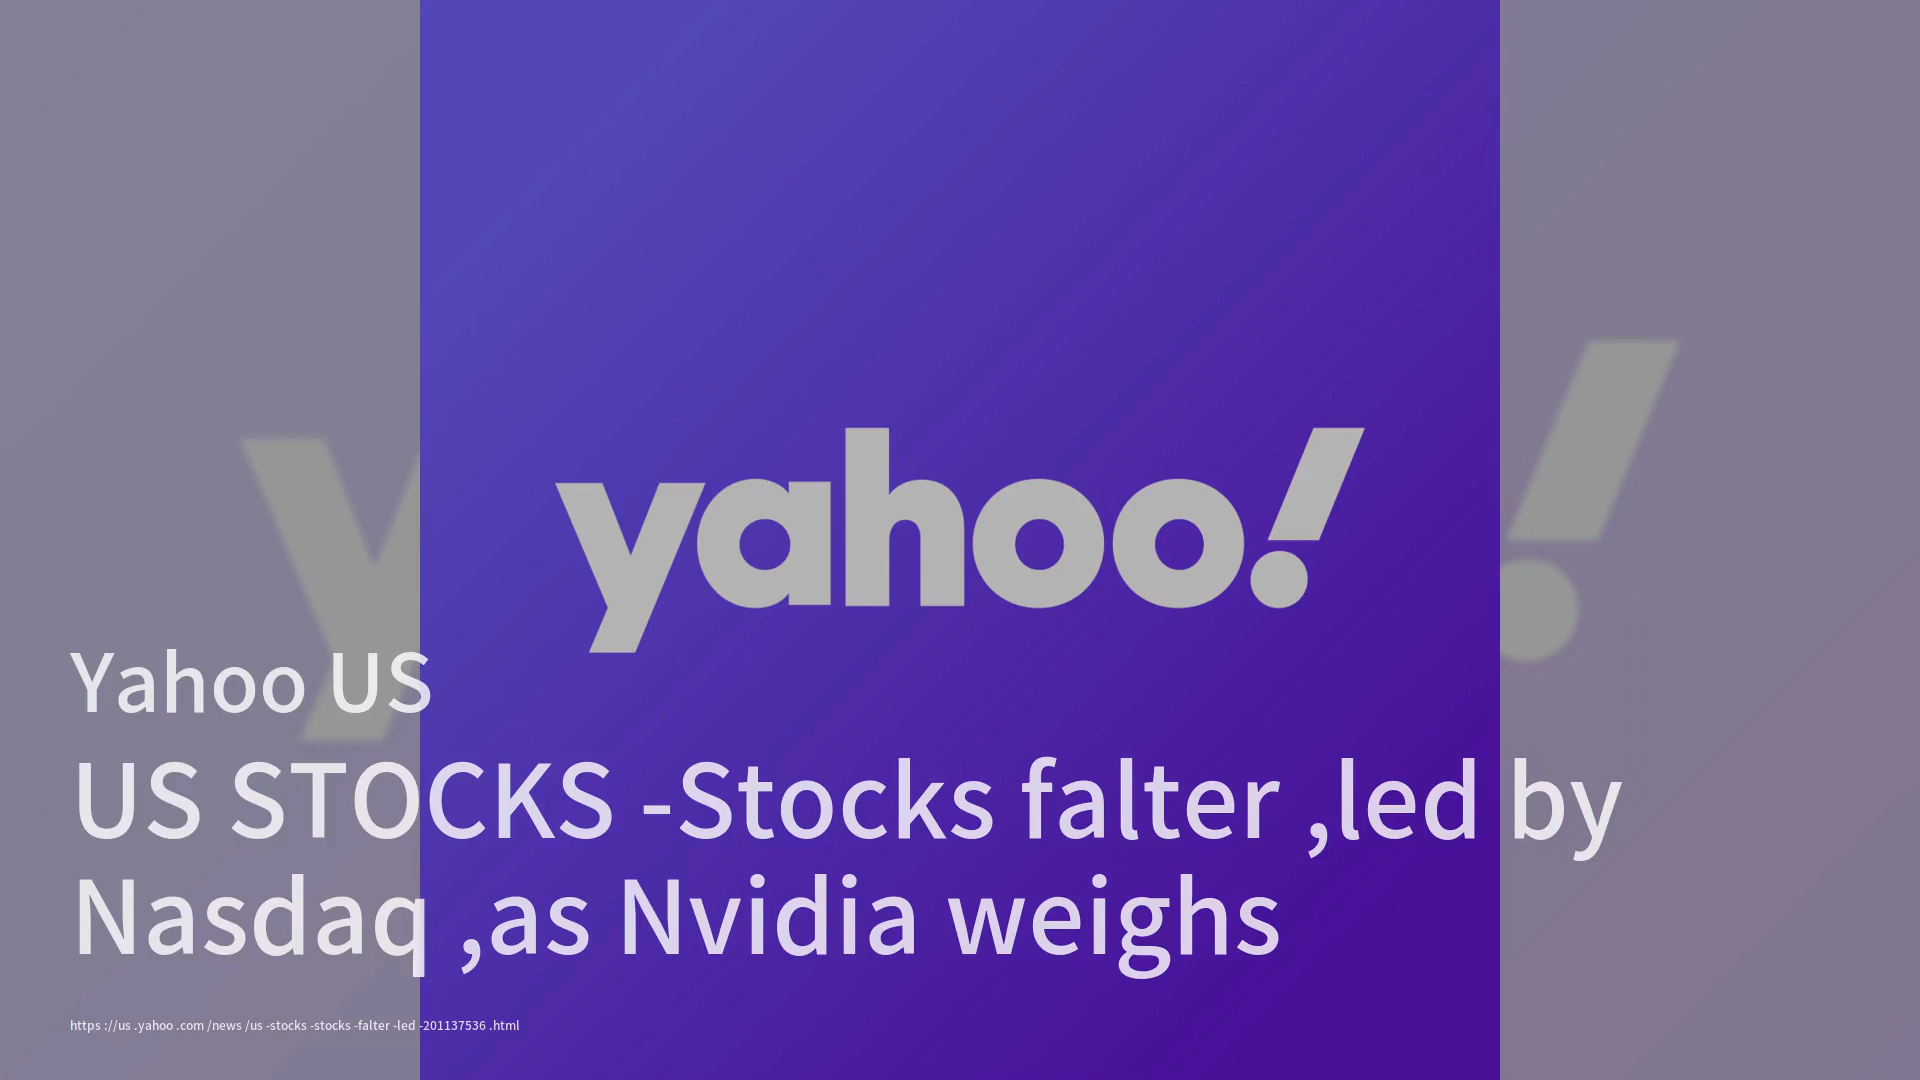 yahoo!
Yahoo US
US STOCKS -Stocks falter ,led by
Nasdaq ,as Nvidia weighs
https ://us .yahoo .com /news /us -stocks -stocks -falter -led -201137536 .html